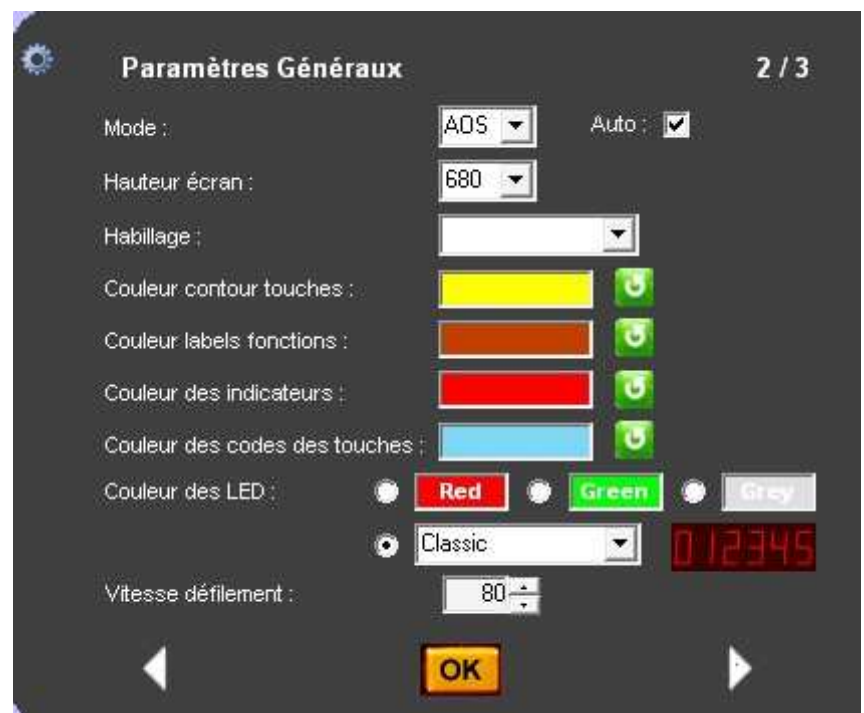 Paramètres Généraux 2 / 3
Mode : AOS Auto :
Hauteur écran : 680
Habillage :
Couleur contour touches :
Couleur labels fonctions :
Couleur des indicateurs :
Couleur des codes des touches :
Couleur des LED : Red Green Grey
Classic 012345
Vitesse défilement : 80
OK